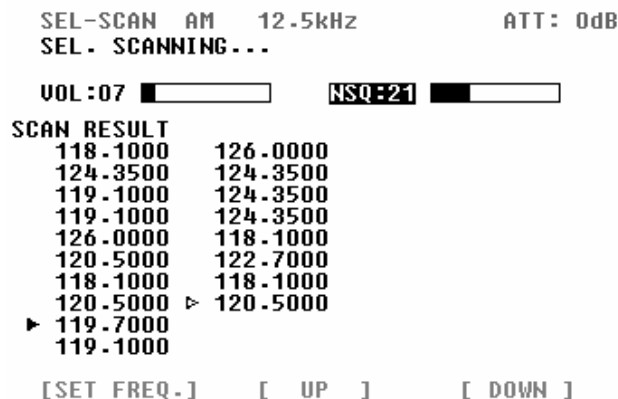 SEL-SCAN AM 12.5kHz ATT: 0dB
SEL. SCANNING...
VOL:07 NSQ:21
SCAN RESULT
118.1000 126.0000
124.3500 124.3500
119.1000 124.3500
119.1000 124.3500
126.0000 118.1000
120.5000 122.7000
118.1000 118.1000
120.5000 120.5000
119.7000
119.1000
[SET FREQ.] [ UP ] [ DOWN ]